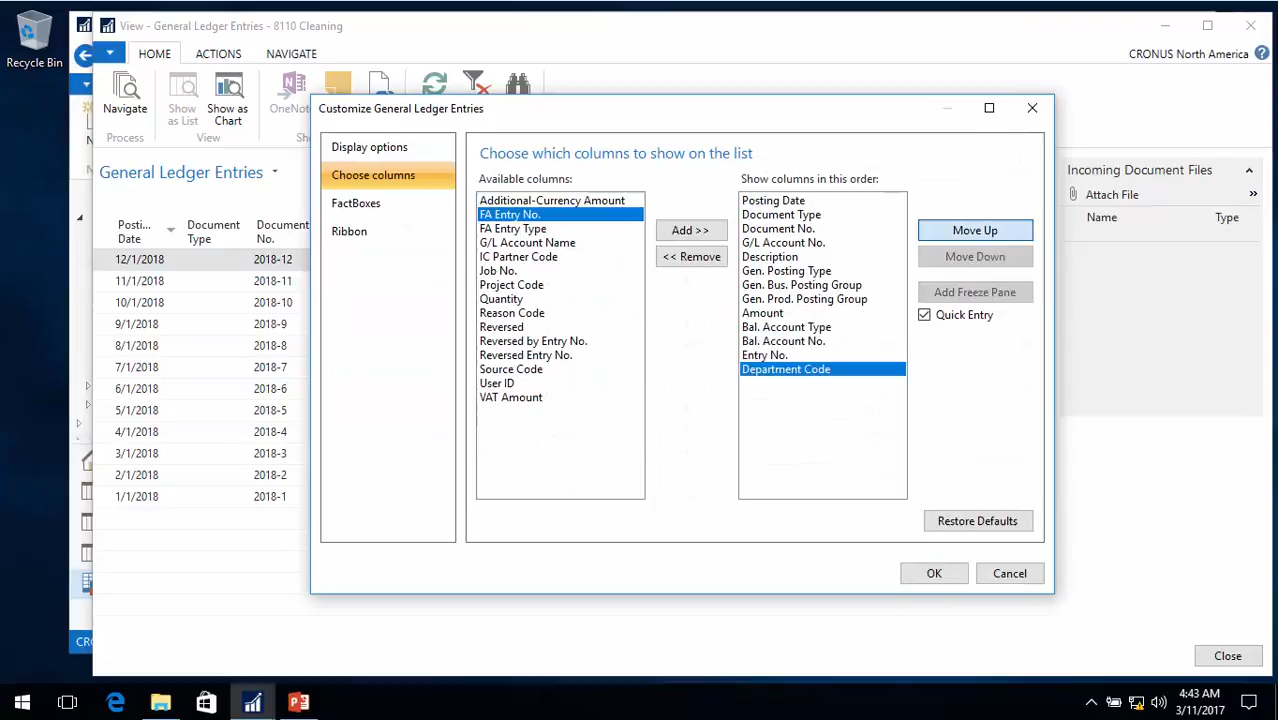 Recycle Bin
View - General Ledger Entries - 8110 Cleaning
HOME ACTIONS NAVIGATE
CRONUS North America
Navigate
Show as List
Show as Chart
OneNot
Process
View
Sh
General Ledger Entries
Posti... Date
Document Type
Document No.
12/1/2018 2018-12
11/1/2018 2018-11
10/1/2018 2018-10
9/1/2018 2018-9
8/1/2018 2018-8
7/1/2018 2018-7
6/1/2018 2018-6
5/1/2018 2018-5
4/1/2018 2018-4
3/1/2018 2018-3
2/1/2018 2018-2
1/1/2018 2018-1
Customize General Ledger Entries
Display options
Choose columns
FactBoxes
Ribbon
Choose which columns to show on the list
Available columns:
Additional-Currency Amount
FA Entry No.
FA Entry Type
G/L Account Name
IC Partner Code
Job No.
Project Code
Quantity
Reason Code
Reversed
Reversed by Entry No.
Reversed Entry No.
Source Code
User ID
VAT Amount
Add >>
<< Remove
Show columns in this order:
Posting Date
Document Type
Document No.
G/L Account No.
Description
Gen. Posting Type
Gen. Bus. Posting Group
Gen. Prod. Posting Group
Amount
Bal. Account Type
Bal. Account No.
Entry No.
Department Code
Move Up
Move Down
Add Freeze Pane
Quick Entry
Restore Defaults
OK
Cancel
Incoming Document Files
Attach File »
Name Type
CRO
Close
4:43 AM
3/11/2017